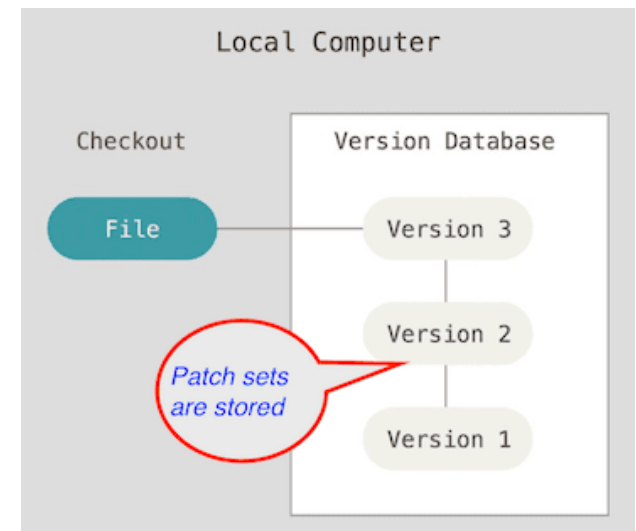 Local Computer
Checkout
Version Database
File
Version 3
Version 2
Patch sets
are stored
Version 1